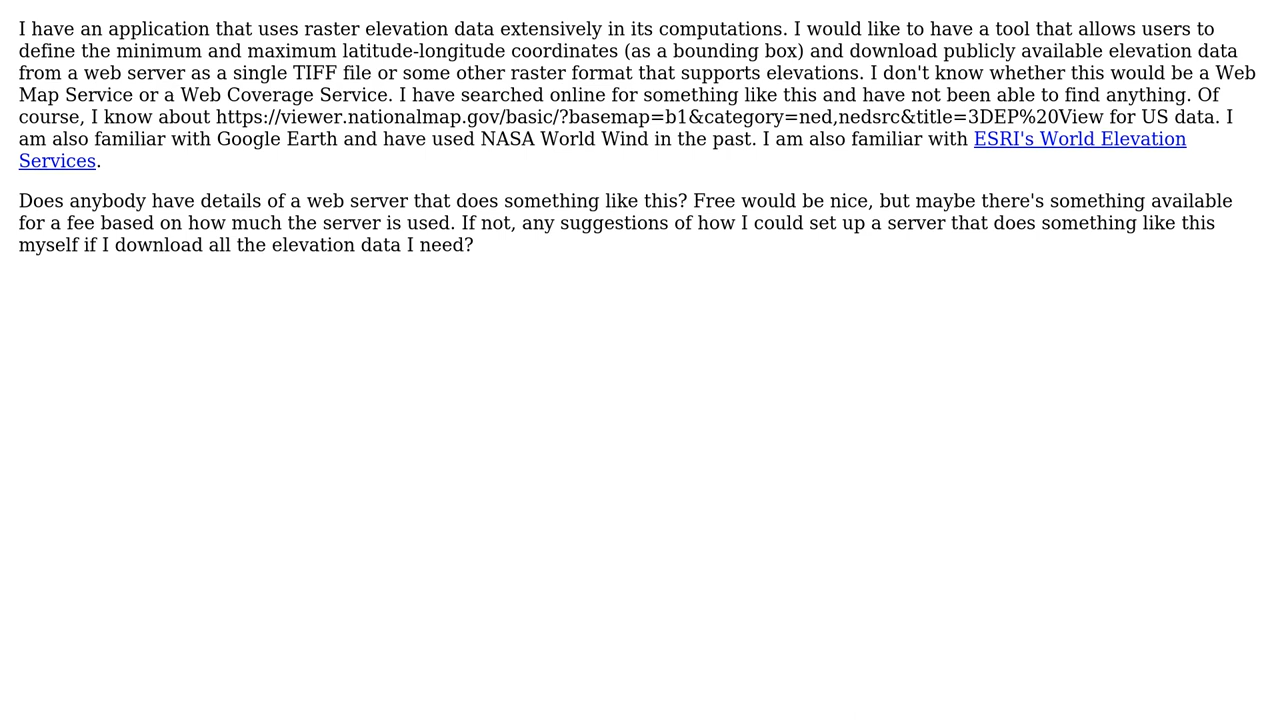 I have an application that uses raster elevation data extensively in its computations. I would like to have a tool that allows users to
define the minimum and maximum latitude-longitude coordinates (as a bounding box) and download publicly available elevation data
from a web server as a single TIFF file or some other raster format that supports elevations. I don't know whether this would be a Web
Map Service or a Web Coverage Service. I have searched online for something like this and have not been able to find anything. Of
course, I know about https://viewer.nationalmap.gov/basic/?basemap=b1&category=ned,nedsrc&title=3DEP%20View for US data. I
am also familiar with Google Earth and have used NASA World Wind in the past. I am also familiar with ESRI's World Elevation
Services.
Does anybody have details of a web server that does something like this? Free would be nice, but maybe there's something available
for a fee based on how much the server is used. If not, any suggestions of how I could set up a server that does something like this
myself if I download all the elevation data I need?